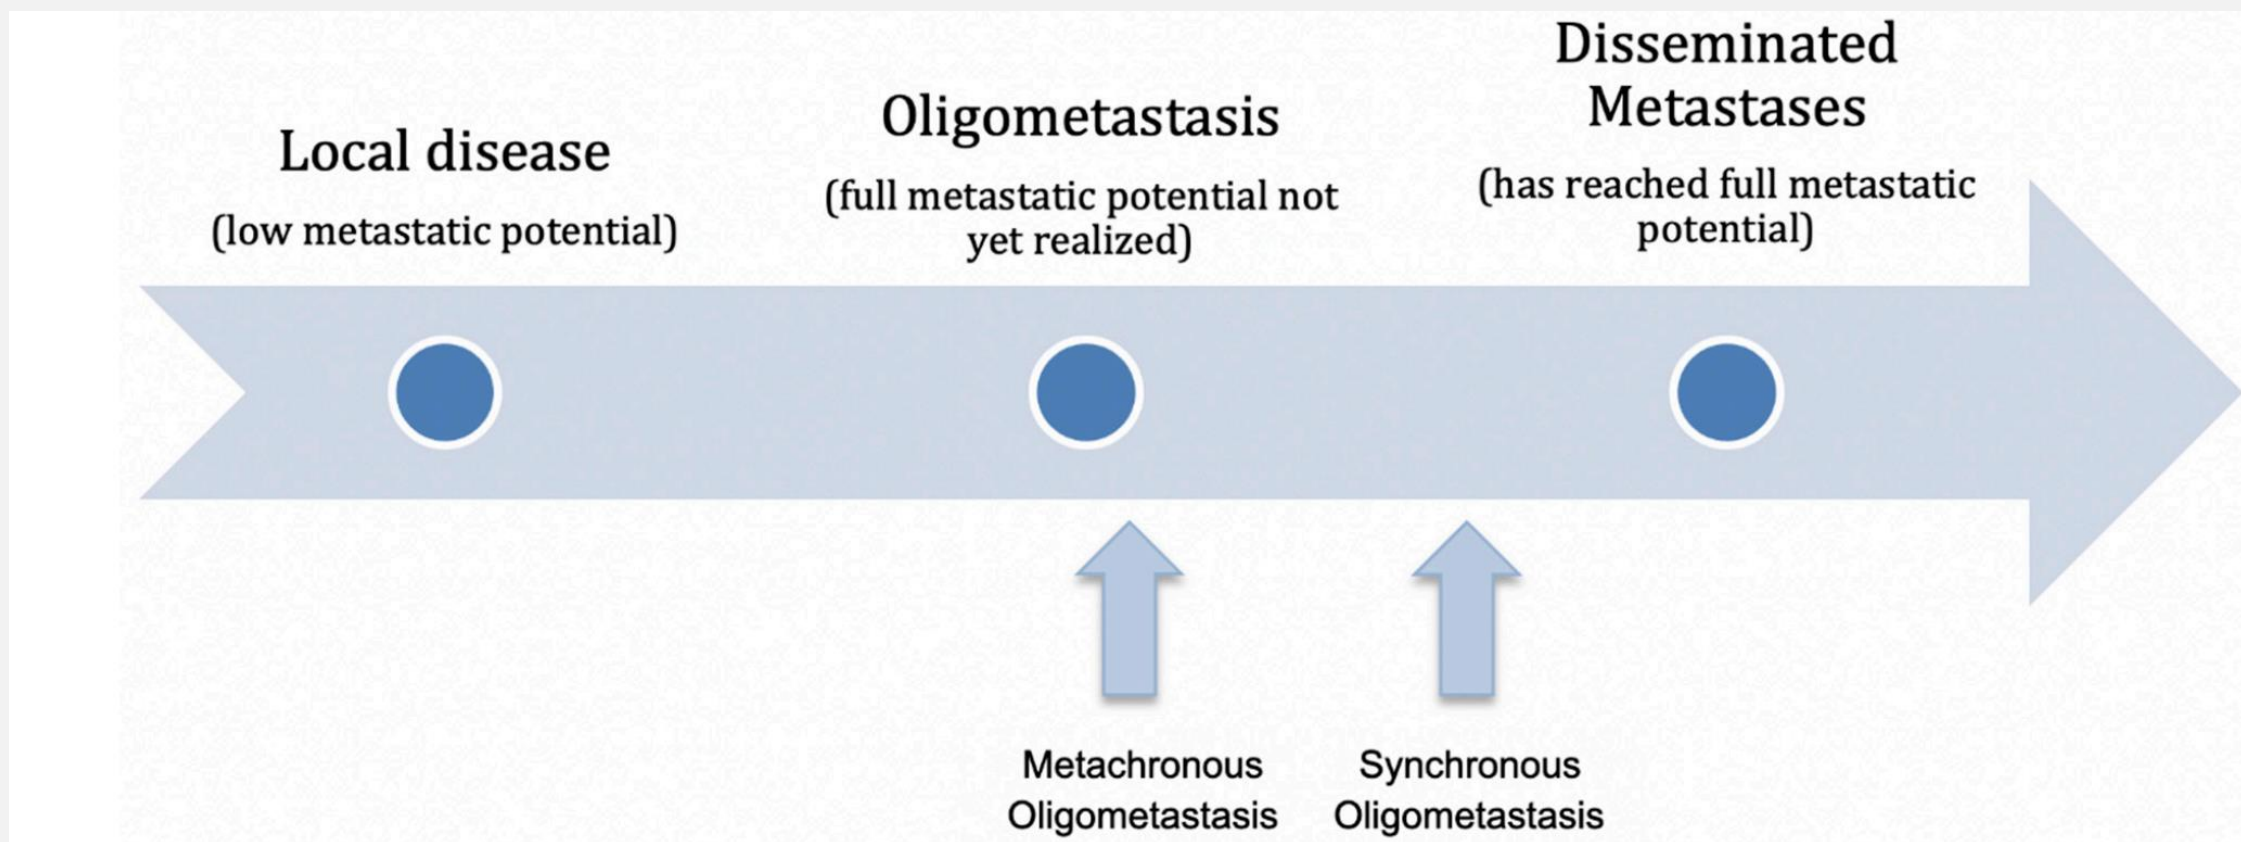 Local disease
(low metastatic potential)
Oligometastasis
(full metastatic potential not
yet realized)
Disseminated
Metastases
(has reached full metastatic
potential)
Metachronous
Oligometastasis
Synchronous
Oligometastasis